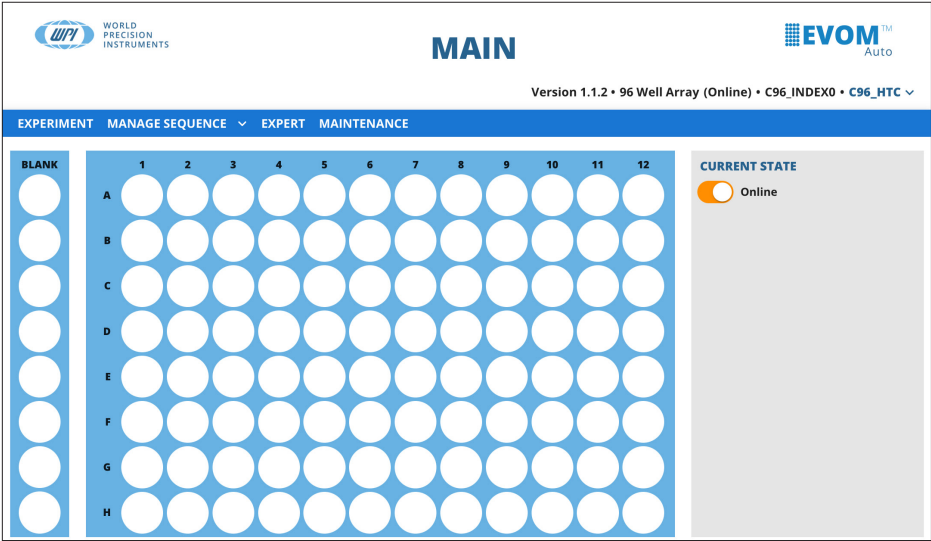 WPI
WORLD
PRECISION
INSTRUMENTS
MAIN
EVOM™
Auto
Version 1.1.2 • 96 Well Array (Online) • C96_INDEX0 • C96_HTC
EXPERIMENT MANAGE SEQUENCE EXPERT MAINTENANCE
BLANK
1 2 3 4 5 6 7 8 9 10 11 12
A
B
C
D
E
F
G
H
CURRENT STATE
Online